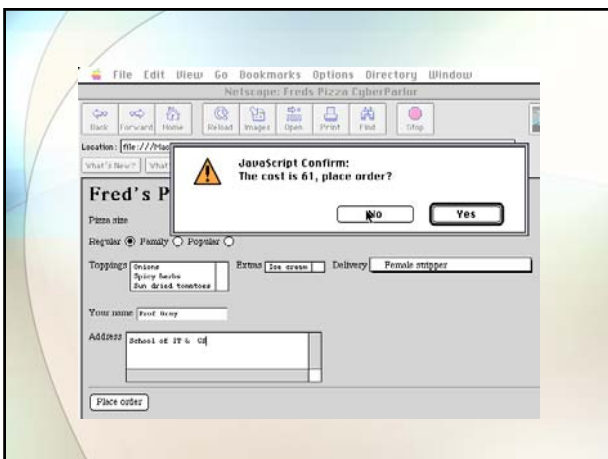 File Edit View Go Bookmarks Options Directory Window
Netscape: Freds Pizza CyberParlor
Back Forward Home Reload Images Open Print Find Stop
Location: file:///Mac
What's New? What
JavaScript Confirm:
The cost is 61, place order?
No Yes
Fred's P
Pizza size
Regular Family Popular
Toppings Onions Extras Ice cream Delivery Female stripper
Spicy herbs
Sun dried tomatoes
Your name Prof
Address School of IT & CS
Place order